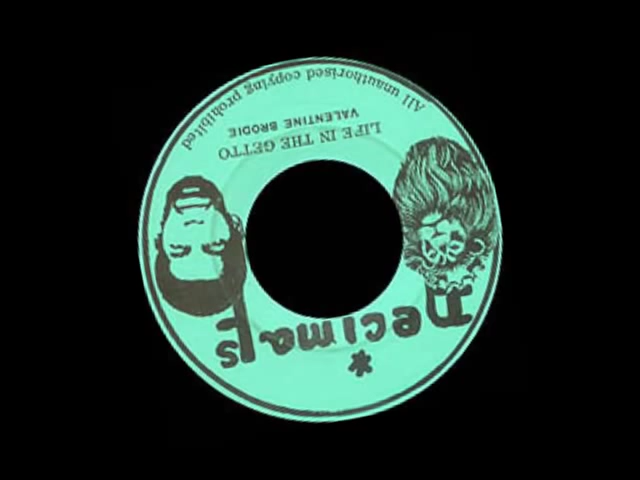 Decimals
*
LIFE IN THE GETTO
VALENTINE BRODIE
All unauthorised copying prohibited